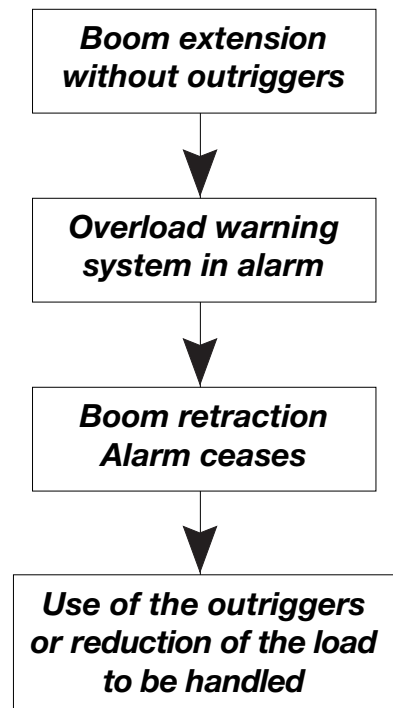 Boom extension
without outriggers
Overload warning
system in alarm
Boom retraction
Alarm ceases
Use of the outriggers
or reduction of the load
to be handled